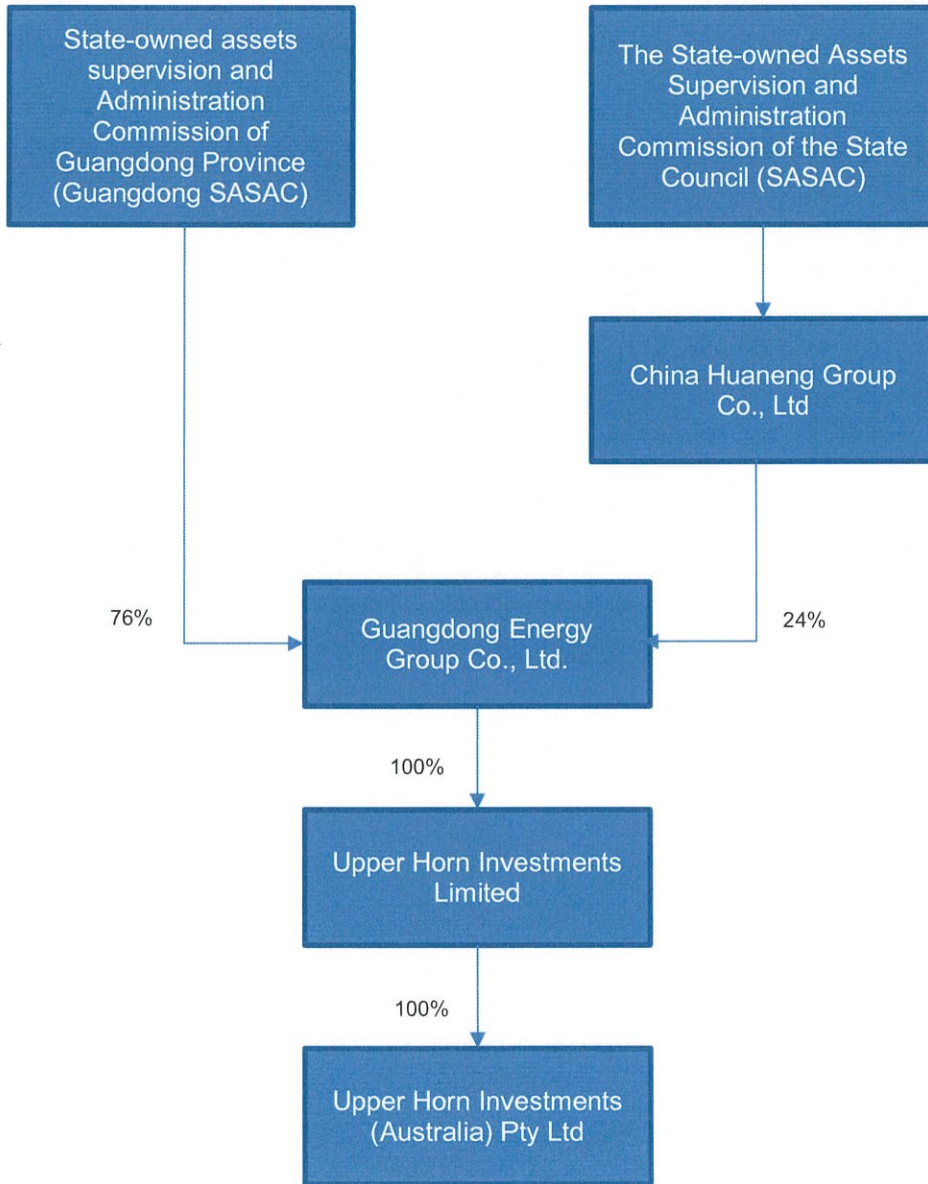 State-owned assets
supervision and
Administration
Commission of
Guangdong Province
(Guangdong SASAC)
The State-owned Assets
Supervision and
Administration
Commission of the State
Council (SASAC)
China Huaneng Group
Co., Ltd
76%
Guangdong Energy
Group Co., Ltd.
24%
100%
Upper Horn Investments
Limited
100%
Upper Horn Investments
(Australia) Pty Ltd